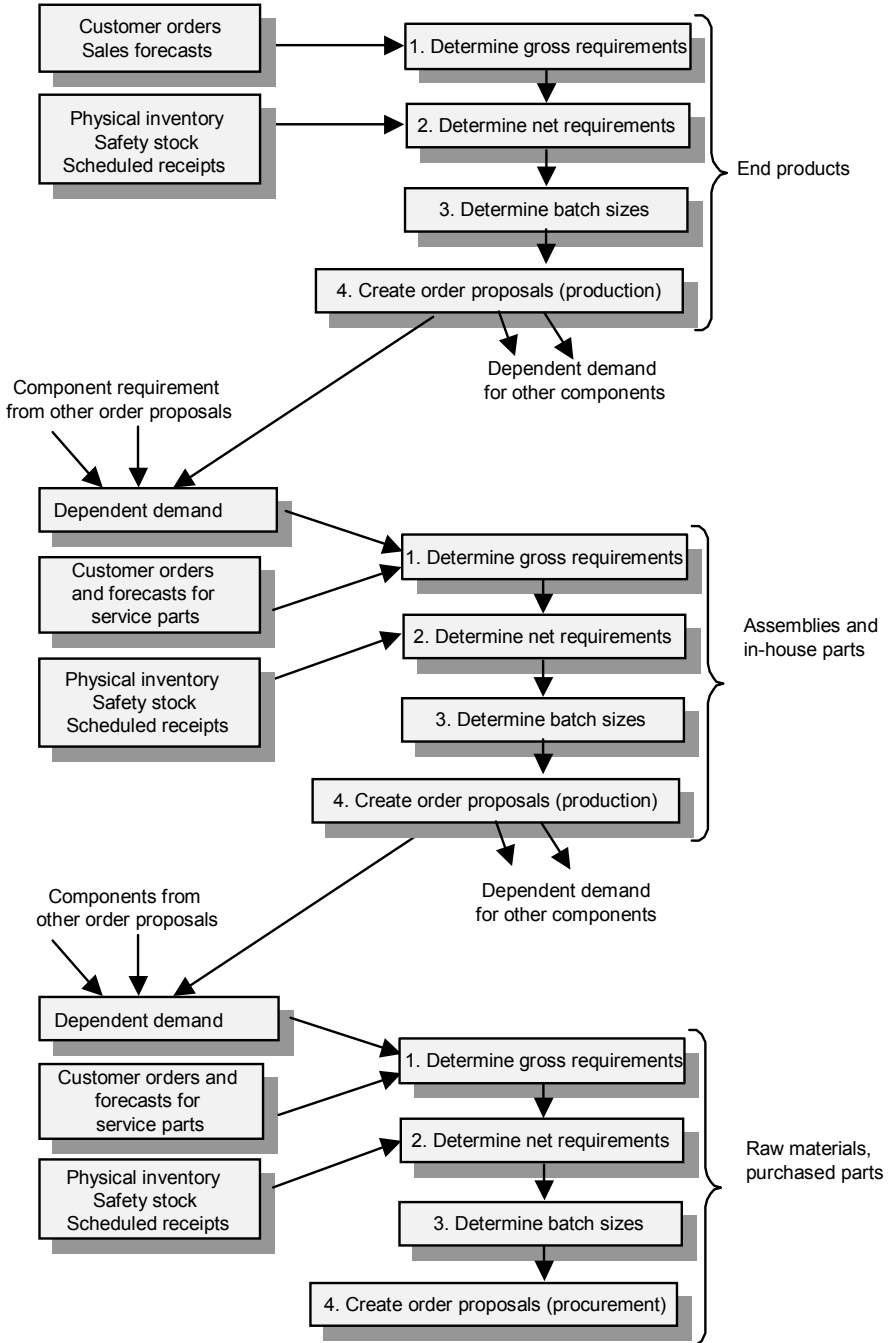 Customer orders
Sales forecasts
1. Determine gross requirements
Physical inventory
Safety stock
Scheduled receipts
2. Determine net requirements
End products
3. Determine batch sizes
4. Create order proposals (production)
Dependent demand
for other components
Component requirement
from other order proposals
Dependent demand
1. Determine gross requirements
Customer orders
and forecasts for
service parts
2. Determine net requirements
Assemblies and
in-house parts
Physical inventory
Safety stock
Scheduled receipts
3. Determine batch sizes
4. Create order proposals (production)
Dependent demand
for other components
Components from
other order proposals
Dependent demand
1. Determine gross requirements
Customer orders and
forecasts for
service parts
2. Determine net requirements
Raw materials,
purchased parts
Physical inventory
Safety stock
Scheduled receipts
3. Determine batch sizes
4. Create order proposals (procurement)